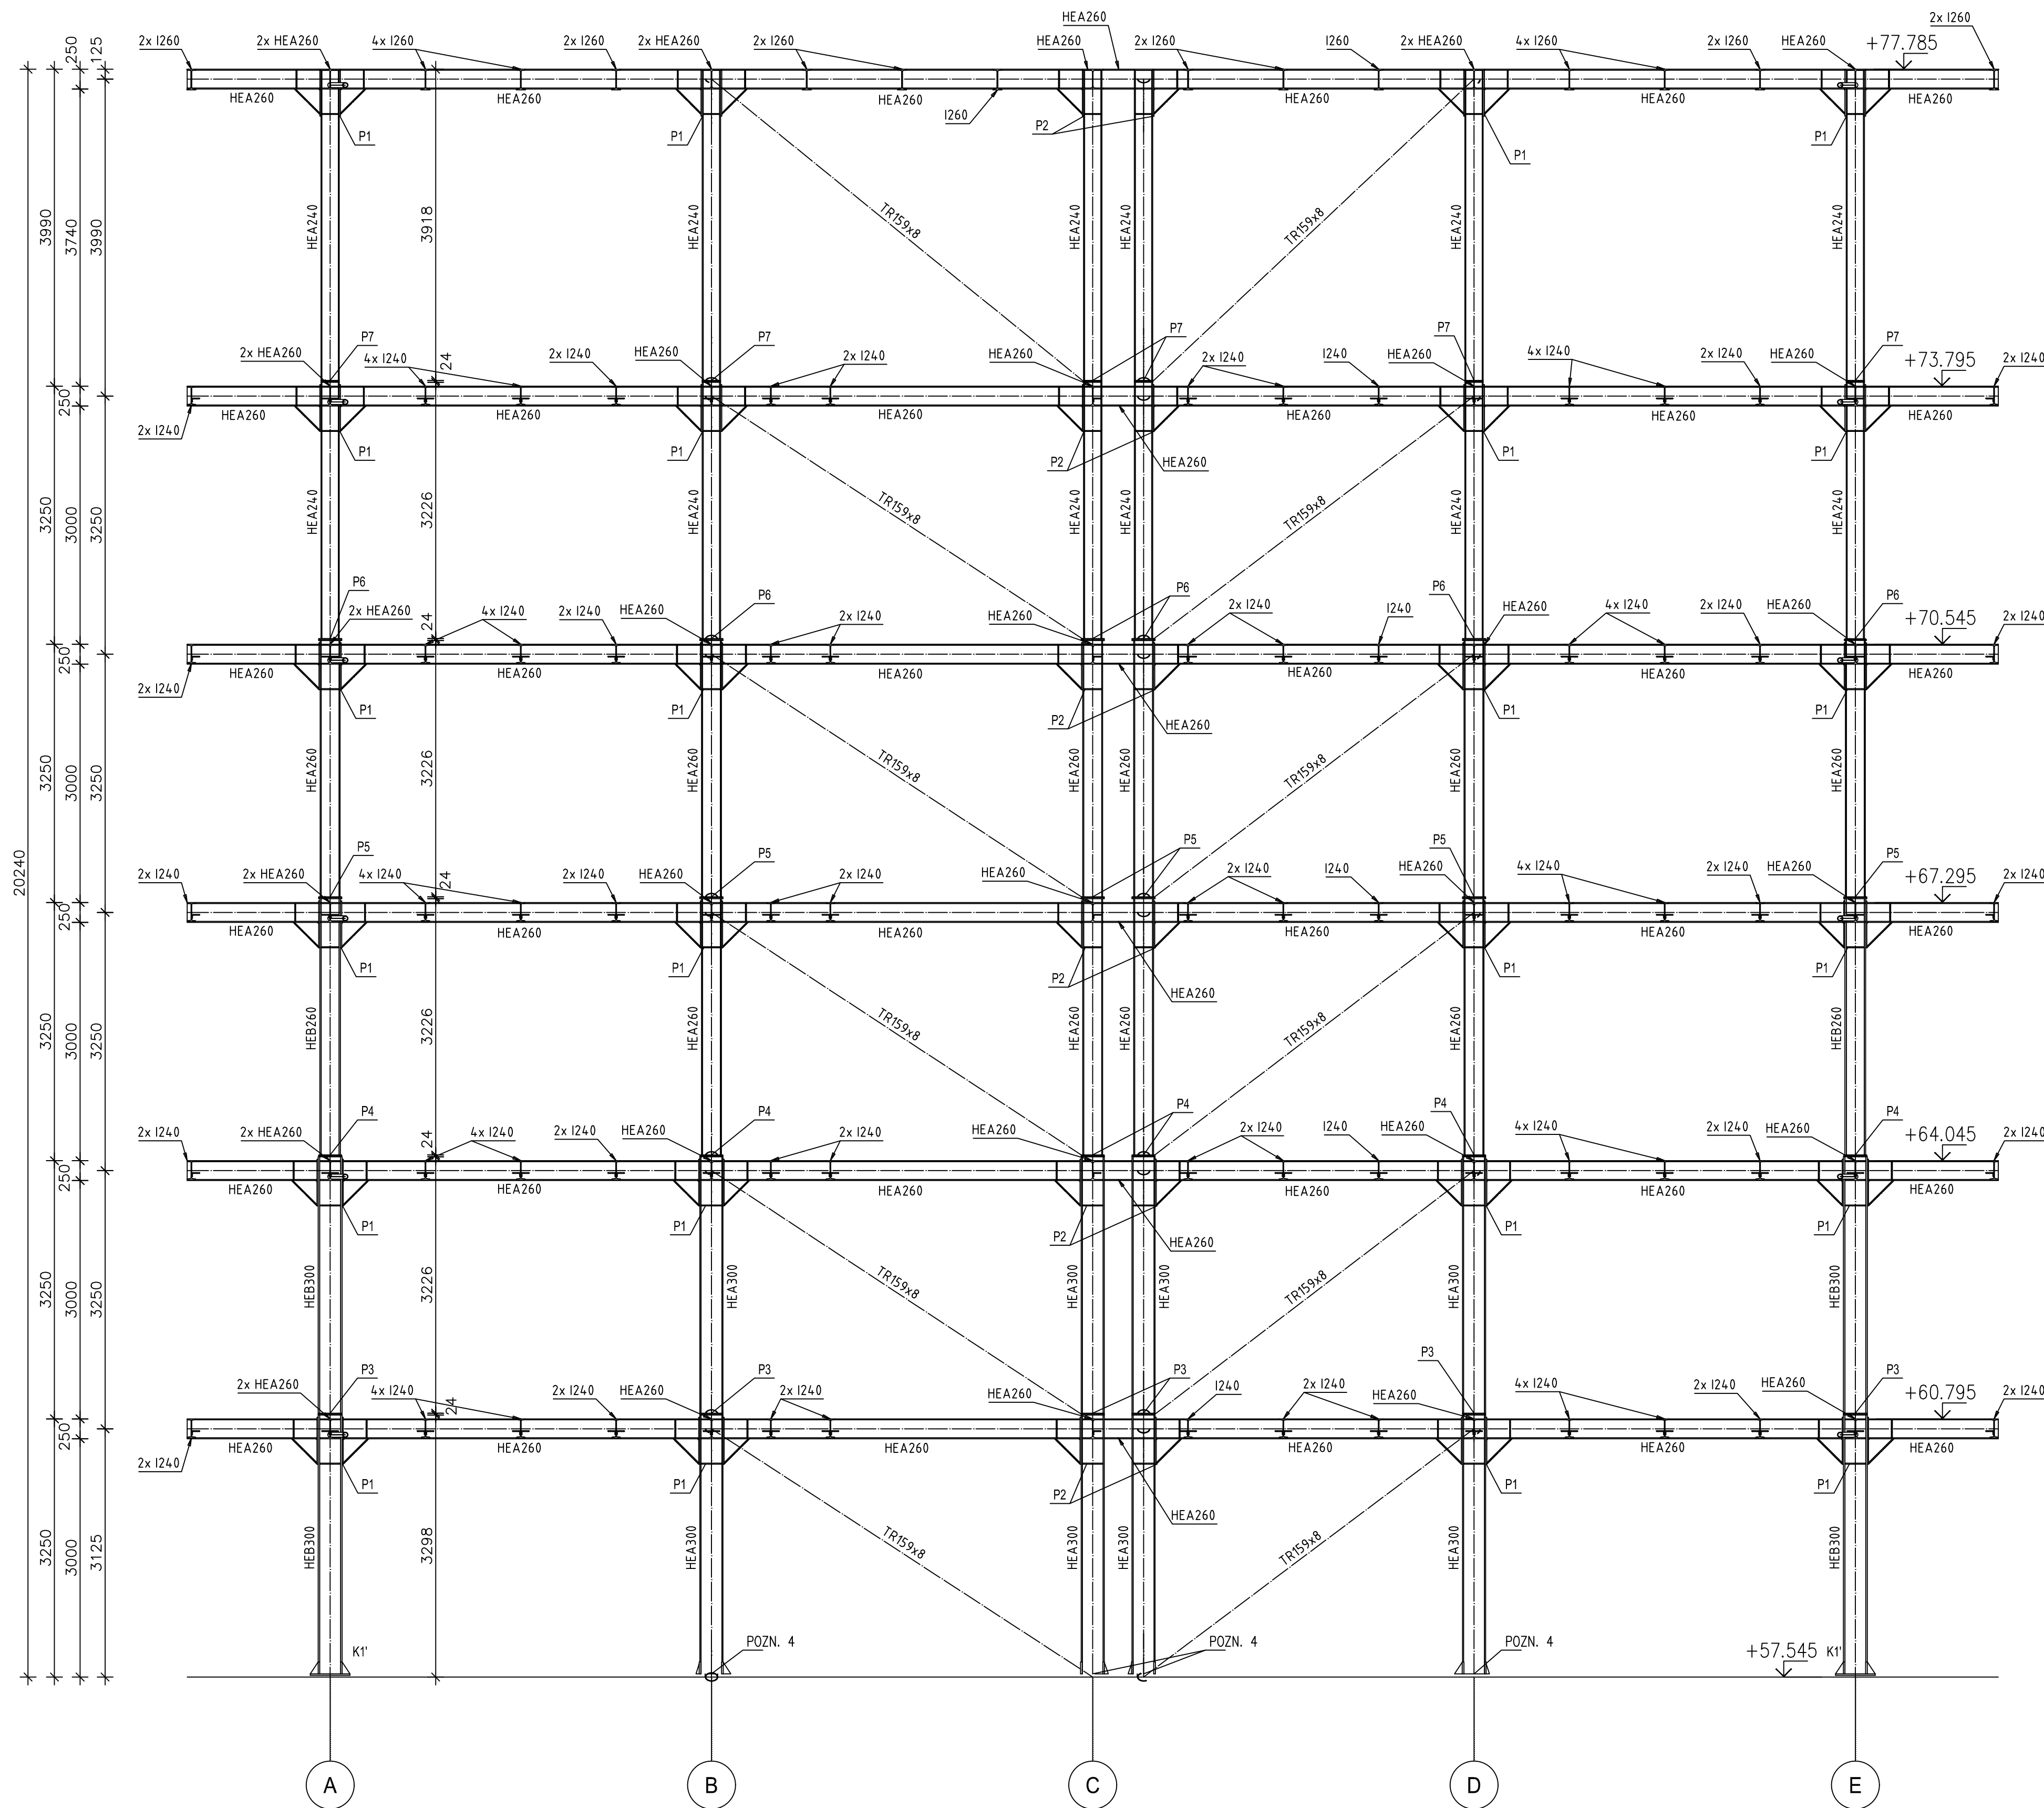 HEA260
2x I260
2x HEA260
4x I260
2x I260
2x HEA260
2x I260
HEA260
2x I260
I260
2x HEA260
4x I260
2x I260
HEA260
2x I260
+77.785
250
125
HEA260
HEA260
HEA260
I260
HEA260
HEA260
HEA260
P1
P1
P2
P1
P1
3990
3740
3990
3918
HEA240
HEA240
HEA240
HEA240
HEA240
HEA240
TR159x8
TR159x8
2x HEA260
P7
4x I240
24
2x I240
HEA260
P7
2x I240
HEA260
P7
2x I240
I240
HEA260
P7
4x I240
2x I240
HEA260
P7
+73.795
2x I240
250
2x I240
HEA260
HEA260
HEA260
HEA260
HEA260
HEA260
HEA260
P1
P1
P2
P1
P1
3250
3000
3250
3226
HEA240
HEA240
HEA240
HEA240
HEA240
HEA240
TR159x8
TR159x8
P6
2x HEA260
4x I240
24
2x I240
HEA260
P6
2x I240
HEA260
P6
2x I240
I240
P6
HEA260
4x I240
2x I240
HEA260
P6
+70.545
2x I240
250
2x I240
HEA260
HEA260
HEA260
HEA260
HEA260
HEA260
HEA260
P1
P1
P2
P1
P1
3250
3000
3250
3226
HEA260
HEA260
HEA260
HEA260
HEA260
HEA260
TR159x8
TR159x8
2x I240
2x HEA260
P5
4x I240
24
2x I240
HEA260
P5
2x I240
HEA260
P5
2x I240
I240
HEA260
P5
4x I240
2x I240
HEA260
P5
+67.295
2x I240
250
HEA260
HEA260
HEA260
HEA260
HEA260
HEA260
HEA260
P1
P1
P2
P1
P1
3250
3000
3250
3226
HEB260
HEA260
HEA260
HEA260
HEA260
HEB260
TR159x8
TR159x8
2x I240
2x HEA260
P4
24
4x I240
2x I240
HEA260
P4
2x I240
HEA260
P4
2x I240
I240
HEA260
P4
4x I240
2x I240
HEA260
P4
+64.045
2x I240
250
HEA260
HEA260
HEA260
HEA260
HEA260
HEA260
HEA260
P1
P1
P2
P1
P1
3250
3000
3250
3226
HEB300
HEA300
HEA300
HEA300
HEA300
HEB300
TR159x8
TR159x8
2x HEA260
P3
4x I240
24
2x I240
HEA260
P3
2x I240
HEA260
P3
I240
2x I240
HEA260
P3
4x I240
2x I240
HEA260
P3
+60.795
2x I240
250
2x I240
HEA260
HEA260
HEA260
HEA260
HEA260
HEA260
HEA260
P1
P1
P2
P1
P1
3250
3000
3125
3298
HEB300
HEA300
HEA300
HEA300
HEA300
HEB300
TR159x8
TR159x8
20240
K1'
POZN. 4
POZN. 4
POZN. 4
+57.545
K1'
A
B
C
D
E